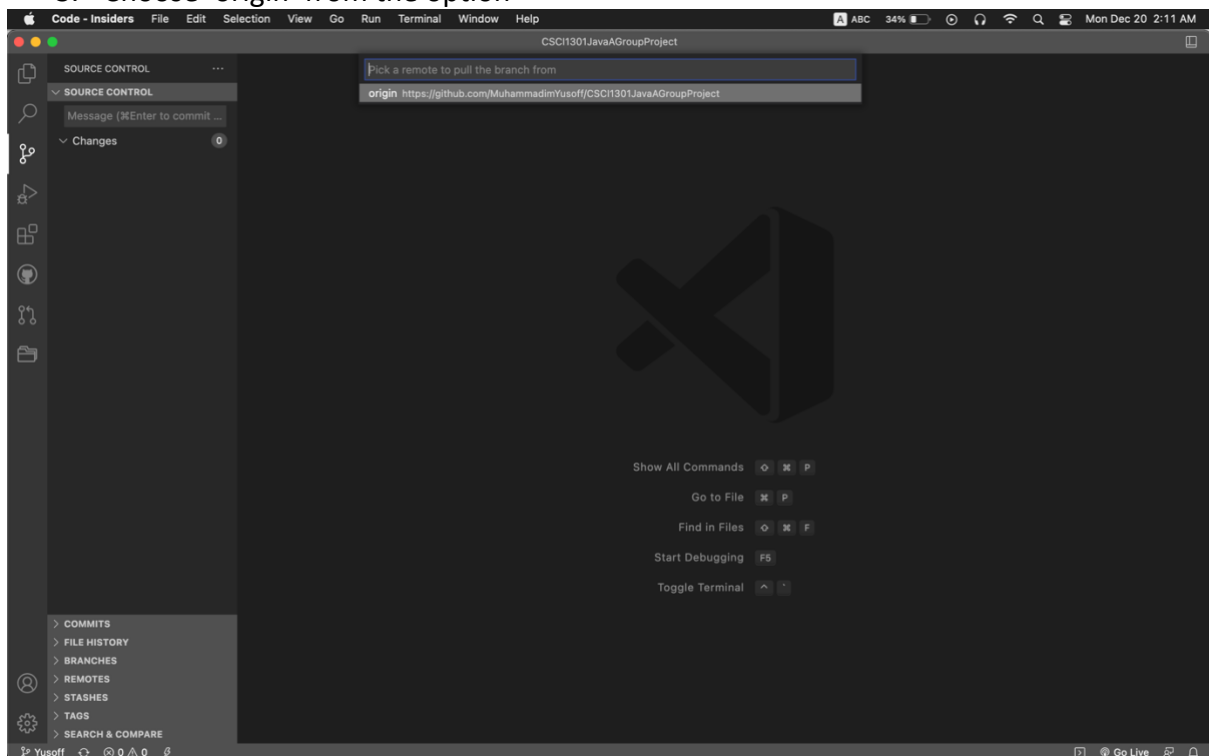 Choose 'origin' from the option
Code - Insiders File Edit Selection View Go Run Terminal Window Help A ABC 34% Mon Dec 20 2:11 AM
CSCI1301JavaAGroupProject
SOURCE CONTROL ...
Pick a remote to pull the branch from
SOURCE CONTROL
origin https://github.com/MuhammadimYusoff/CSCI1301JavaAGroupProject
Message (⌘Enter to commit ...
Changes 0
Show All Commands ⇧ ⌘ P
Go to File ⌘ P
Find in Files ⇧ ⌘ F
Start Debugging F5
Toggle Terminal ^ `
COMMITS
FILE HISTORY
BRANCHES
REMOTES
STASHES
TAGS
SEARCH & COMPARE
Yusoff 0 0 Go Live